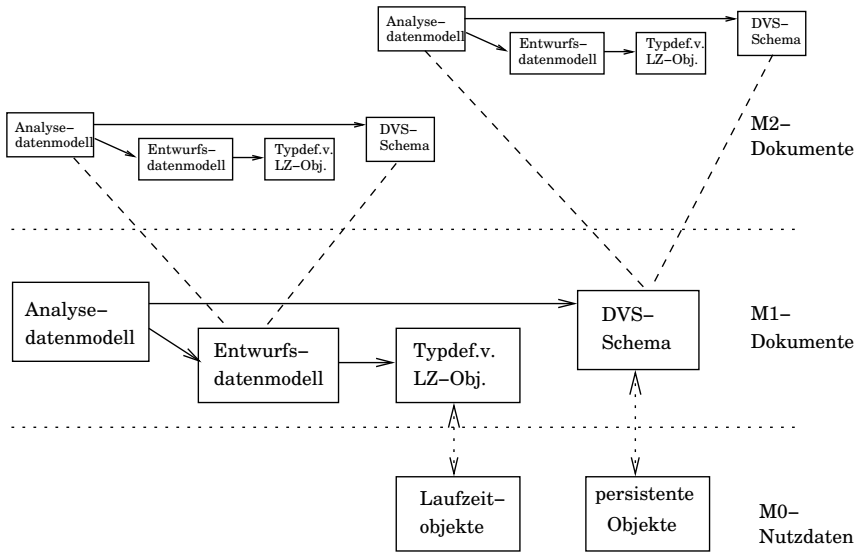 Analyse–
datenmodell
Entwurfs–
datenmodell
Typdef.v.
LZ–Obj.
DVS–
Schema
Analyse–
datenmodell
Entwurfs–
datenmodell
Typdef.v.
LZ–Obj.
DVS–
Schema
M2–
Dokumente
Analyse–
datenmodell
Entwurfs–
datenmodell
Typdef.v.
LZ–Obj.
DVS–
Schema
M1–
Dokumente
Laufzeit–
objekte
persistente
Objekte
M0–
Nutzdaten